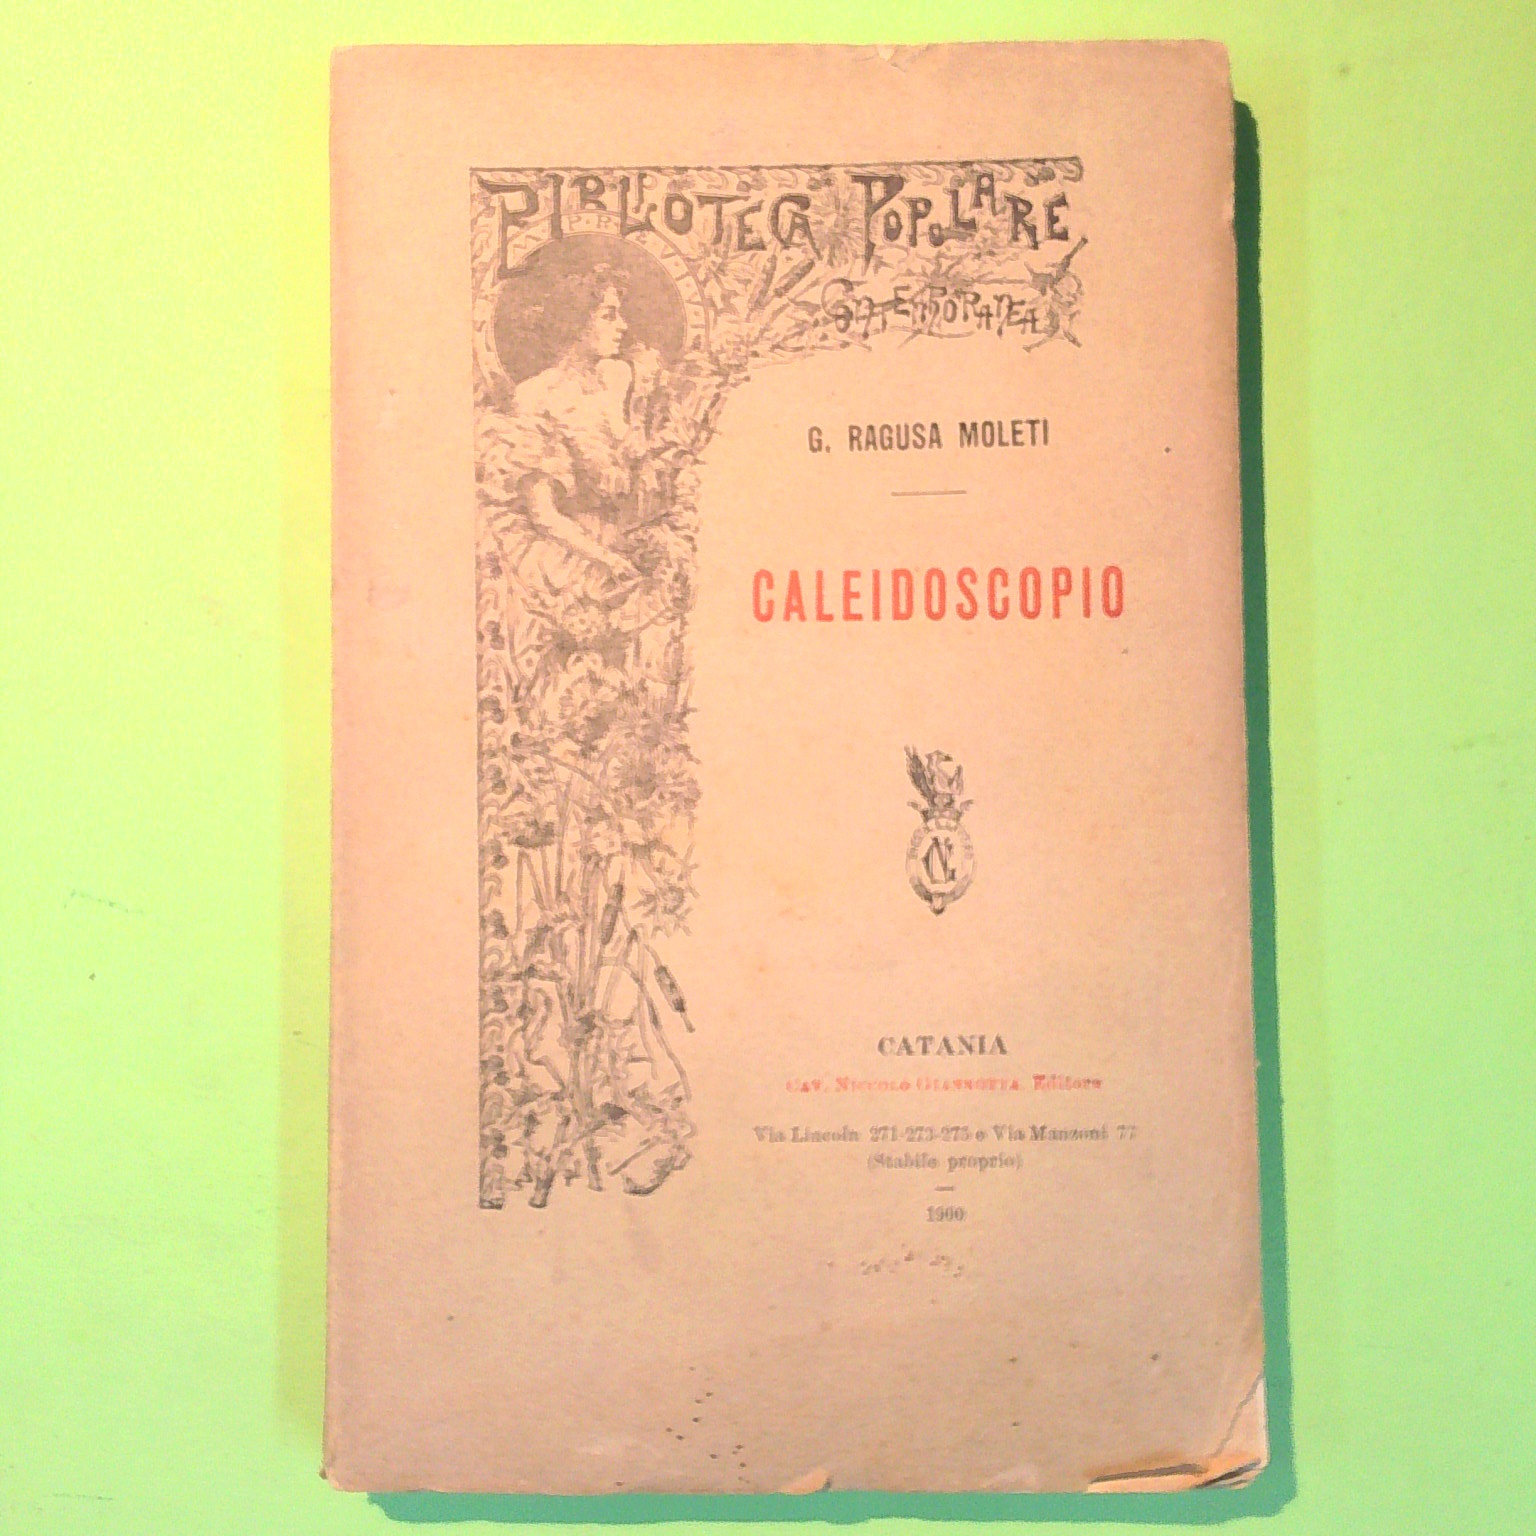 BIBLIOTECA POPOLARE
CONTEMPORANEA
G. RAGUSA MOLETI
CALEIDOSCOPIO
CATANIA
CAV. NICCOLO GIANNOTTA, Editore
Via Lincoln 271-273-275 e Via Manzoni 77
(Stabile proprio)
1900